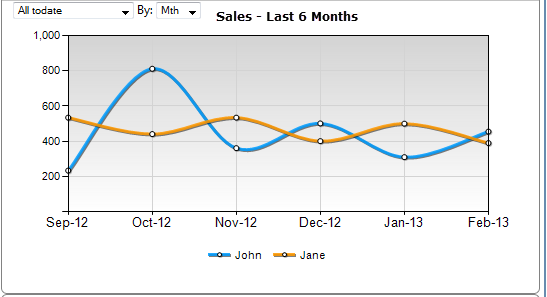 All todate By: Mth
Sales - Last 6 Months
1,000
800
600
400
200
Sep-12 Oct-12 Nov-12 Dec-12 Jan-13 Feb-13
John Jane